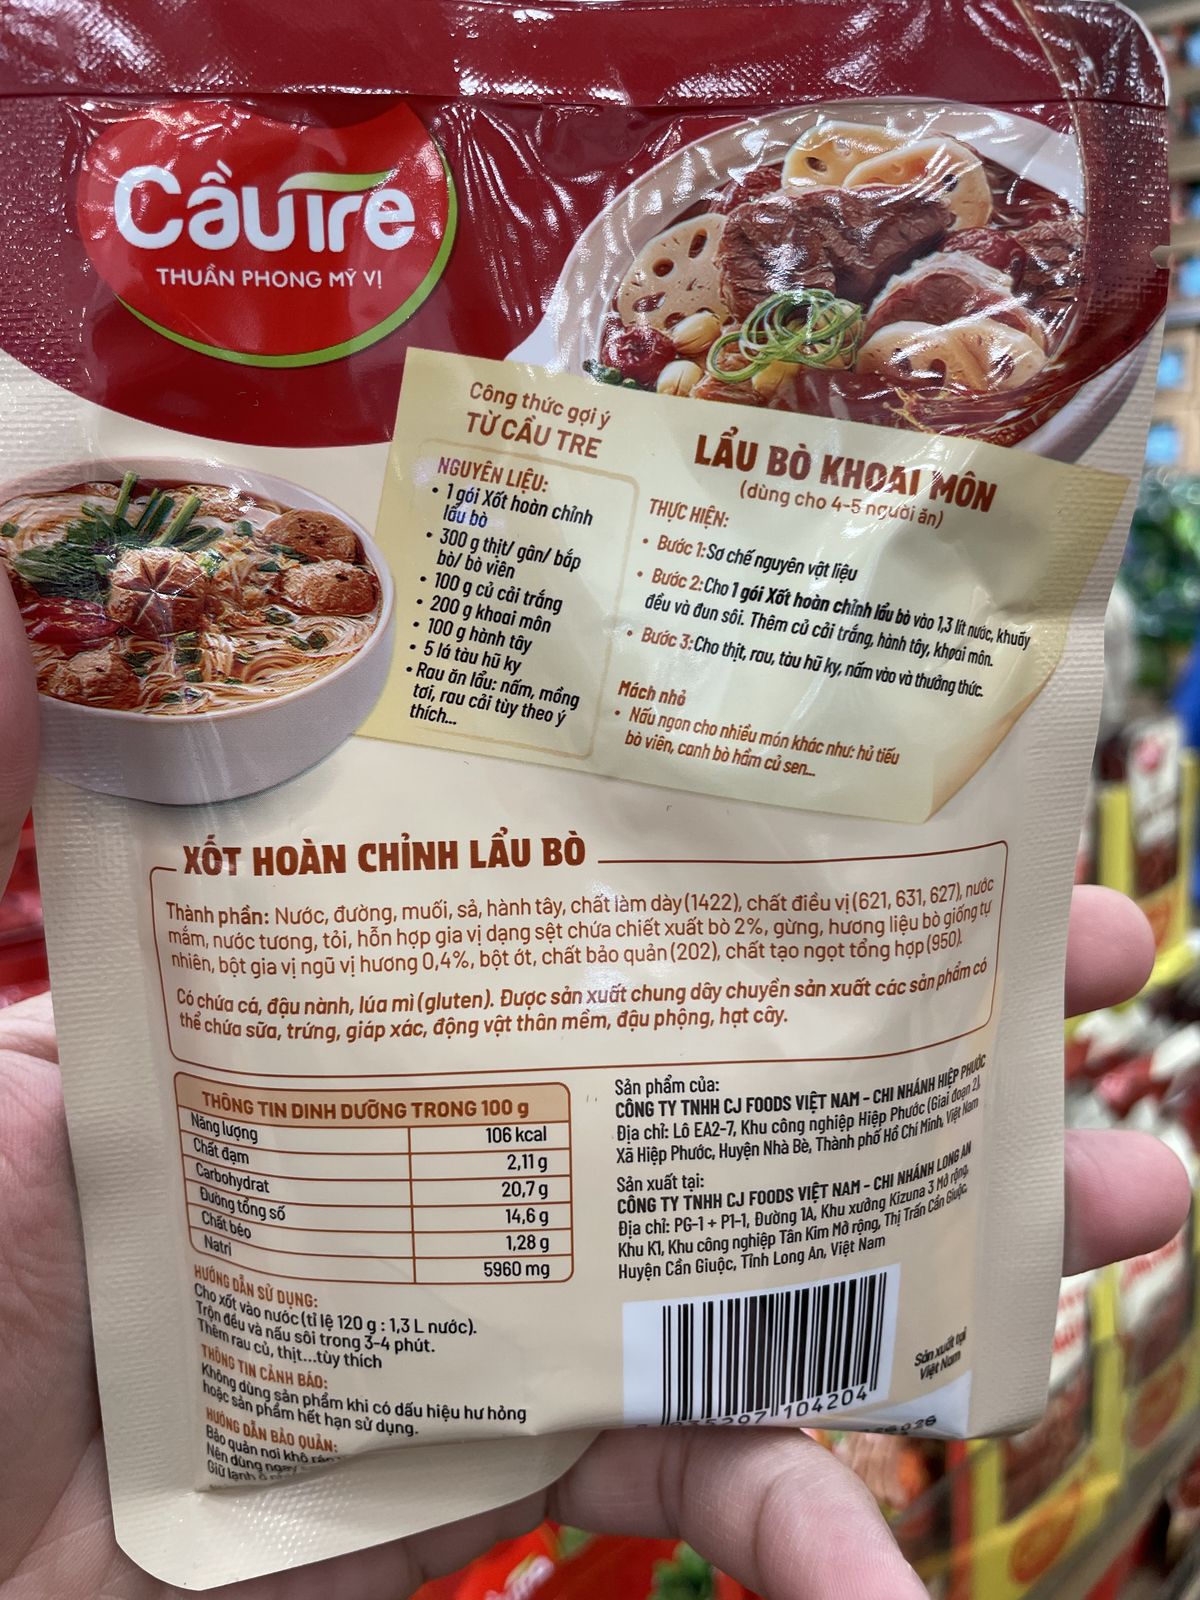 Cầu Tre
THUẦN PHONG MỸ VỊ
Công thức gợi ý
TỪ CẦU TRE
NGUYÊN LIỆU:
• 1 gói Xốt hoàn chỉnh
lẩu bò
• 300 g thịt/ gân/ bắp
bò/ bò viên
• 100 g củ cải trắng
• 200 g khoai môn
• 100 g hành tây
• 5 lá tàu hũ ky
• Rau ăn lẩu: nấm, mồng
tơi, rau cải tùy theo ý
thích...
LẨU BÒ KHOAI MÔN
(dùng cho 4-5 người ăn)
THỰC HIỆN:
• Bước 1: Sơ chế nguyên vật liệu
• Bước 2: Cho 1 gói Xốt hoàn chỉnh lẩu bò vào 1,3 lít nước, khuấy
đều và đun sôi. Thêm củ cải trắng, hành tây, khoai môn.
• Bước 3: Cho thịt, rau, tàu hũ ky, nấm vào và thưởng thức.
Mách nhỏ
• Nấu ngon cho nhiều món khác như: hủ tiếu
bò viên, canh bò hầm củ sen...
XỐT HOÀN CHỈNH LẨU BÒ
Thành phần: Nước, đường, muối, sả, hành tây, chất làm dày (1422), chất điều vị (621, 631, 627), nước
mắm, nước tương, tỏi, hỗn hợp gia vị dạng sệt chứa chiết xuất bò 2%, gừng, hương liệu bò giống tự
nhiên, bột gia vị ngũ vị hương 0,4%, bột ớt, chất bảo quản (202), chất tạo ngọt tổng hợp (950).
Có chứa cá, đậu nành, lúa mì (gluten). Được sản xuất chung dây chuyền sản xuất các sản phẩm có
thể chứa sữa, trứng, giáp xác, động vật thân mềm, đậu phộng, hạt cây.
THÔNG TIN DINH DƯỠNG TRONG 100 g
Năng lượng 106 kcal
Chất đạm 2,11 g
Carbohydrat 20,7 g
Đường tổng số 14,6 g
Chất béo 1,28 g
Natri 5960 mg
HƯỚNG DẪN SỬ DỤNG:
Cho xốt vào nước (tỉ lệ 120 g : 1,3 L nước).
Trộn đều và nấu sôi trong 3-4 phút.
Thêm rau củ, thịt...tùy thích
THÔNG TIN CẢNH BÁO:
Không dùng sản phẩm khi có dấu hiệu hư hỏng
hoặc sản phẩm hết hạn sử dụng.
HƯỚNG DẪN BẢO QUẢN:
Bảo quản nơi khô
Nên dùng ngay
Giữ lạnh
Sản phẩm của:
CÔNG TY TNHH CJ FOODS VIỆT NAM - CHI NHÁNH HIỆP PHƯỚC
Địa chỉ: Lô EA2-7, Khu công nghiệp Hiệp Phước (Giai đoạn 2),
Xã Hiệp Phước, Huyện Nhà Bè, Thành phố Hồ Chí Minh, Việt Nam
Sản xuất tại:
CÔNG TY TNHH CJ FOODS VIỆT NAM - CHI NHÁNH LONG AN
Địa chỉ: PG-1 + P1-1, Đường 1A, Khu xưởng Kizuna 3 Mở rộng,
Khu K1, Khu công nghiệp Tân Kim Mở rộng, Thị Trấn Cần Giuộc,
Huyện Cần Giuộc, Tỉnh Long An, Việt Nam
104204
Sản xuất tại
Việt Nam